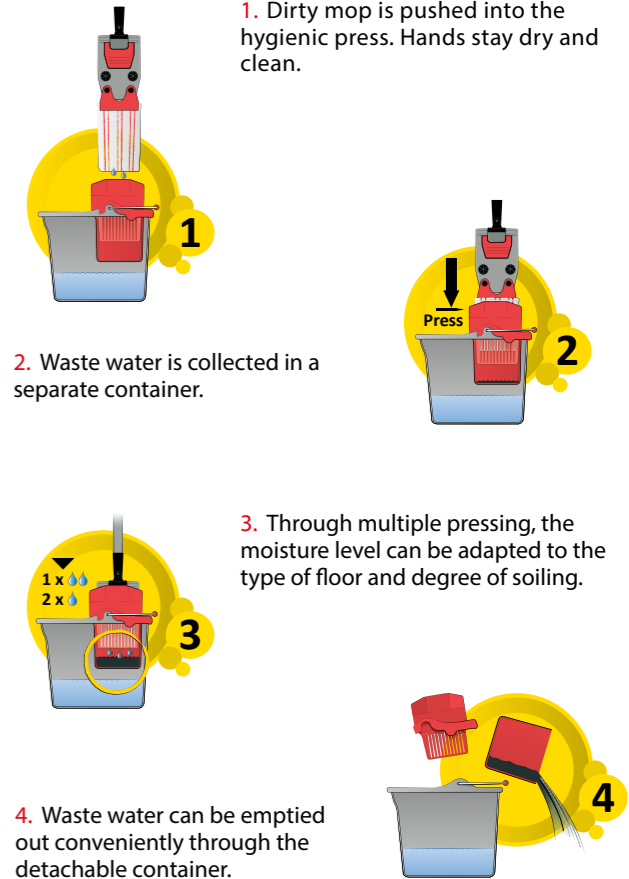 1. Dirty mop is pushed into the
hygienic press. Hands stay dry and
clean.
1
Press
2
2. Waste water is collected in a
separate container.
3. Through multiple pressing, the
moisture level can be adapted to the
type of floor and degree of soiling.
1 x
2 x
3
4
4. Waste water can be emptied
out conveniently through the
detachable container.